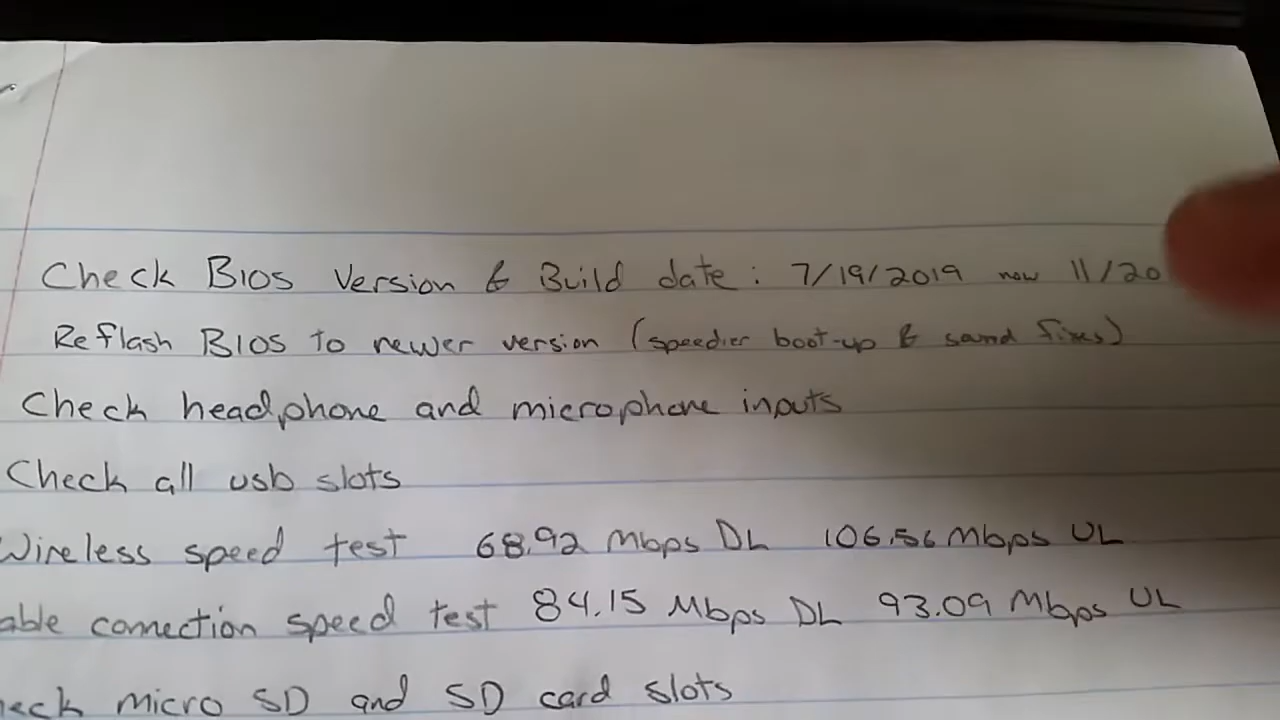 Check BIOS Version & Build date: 7/19/2019 now 11/20
Reflash BIOS to newer version (speedier boot-up & sound fixes)
Check headphone and microphone inputs
Check all usb slots
Wireless speed test 68.92 Mbps DL 106.56 Mbps UL
able connection speed test 84.15 Mbps DL 93.09 Mbps UL
eck micro SD and SD card slots